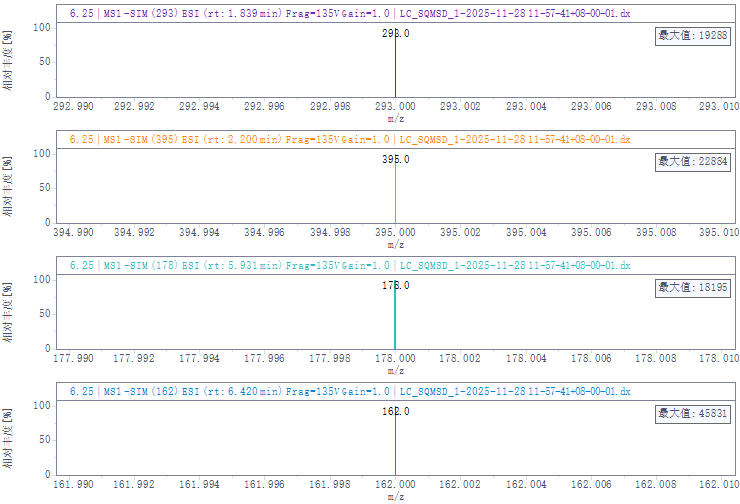 6.25 | MS1-SIM (293) ESI (rt: 1.839 min) Frag=135V Gain=1.0 | LC_SQMSD_1-2025-11-28 11-57-41+08-00-01.dx
相对丰度 [%]
100
50
0
293.0
最大值: 19288
292.990 292.992 292.994 292.996 292.998 293.000 293.002 293.004 293.006 293.008 293.010
m/z
6.25 | MS1-SIM (395) ESI (rt: 2.200 min) Frag=135V Gain=1.0 | LC_SQMSD_1-2025-11-28 11-57-41+08-00-01.dx
相对丰度 [%]
100
50
0
395.0
最大值: 22884
394.990 394.992 394.994 394.996 394.998 395.000 395.002 395.004 395.006 395.008 395.010
m/z
6.25 | MS1-SIM (178) ESI (rt: 5.931 min) Frag=135V Gain=1.0 | LC_SQMSD_1-2025-11-28 11-57-41+08-00-01.dx
相对丰度 [%]
100
50
0
178.0
最大值: 18195
177.990 177.992 177.994 177.996 177.998 178.000 178.002 178.004 178.006 178.008 178.010
m/z
6.25 | MS1-SIM (162) ESI (rt: 6.420 min) Frag=135V Gain=1.0 | LC_SQMSD_1-2025-11-28 11-57-41+08-00-01.dx
相对丰度 [%]
100
50
0
162.0
最大值: 45831
161.990 161.992 161.994 161.996 161.998 162.000 162.002 162.004 162.006 162.008 162.010
m/z